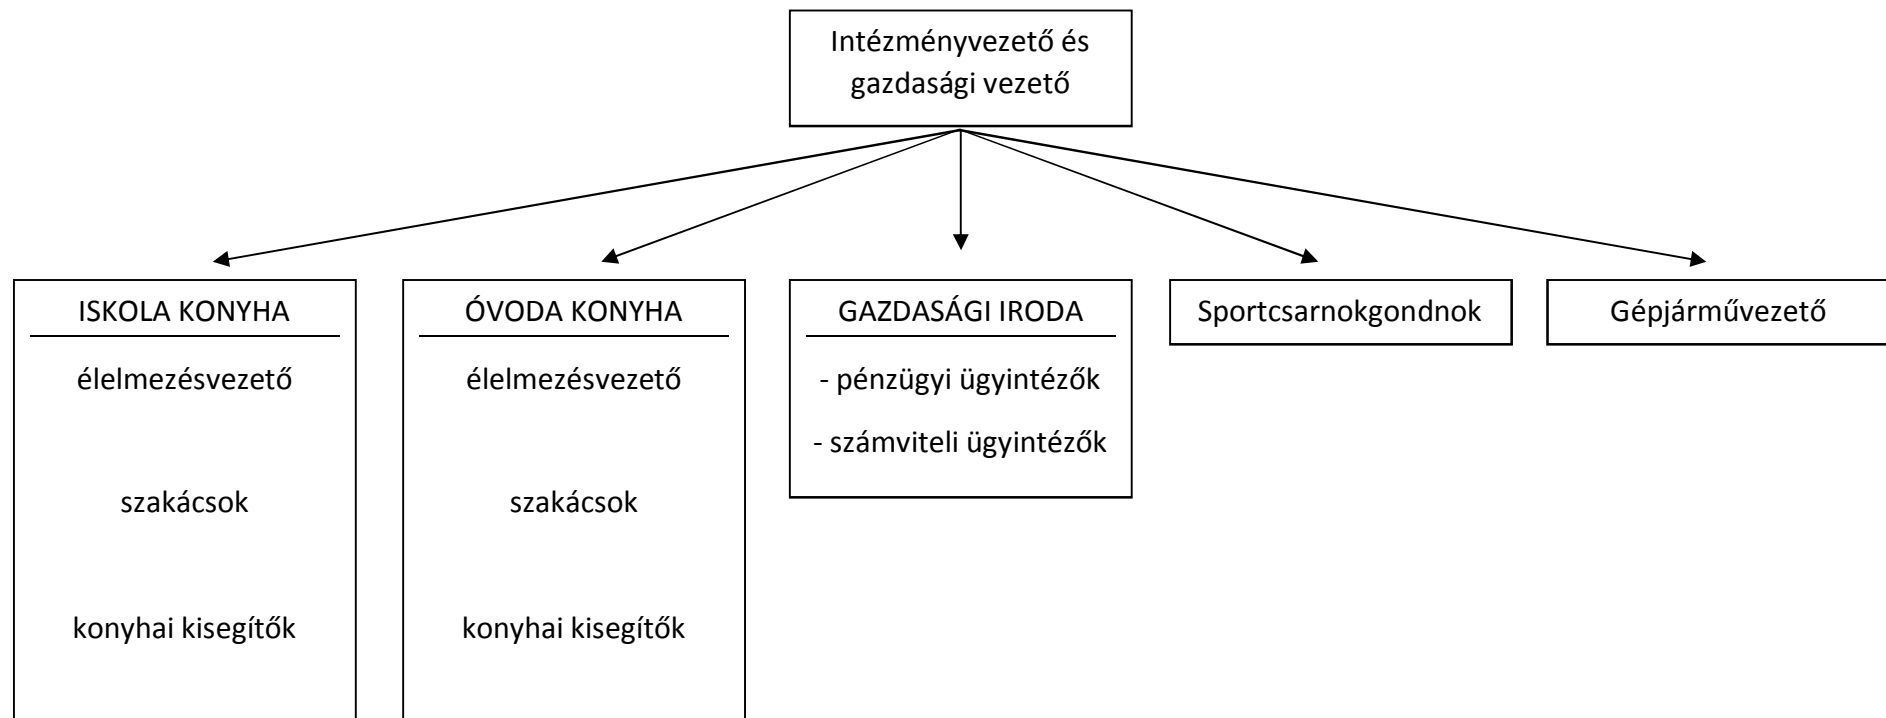 Intézményvezető és
gazdasági vezető
ISKOLA KONYHA
élelmezésvezető
szakácsok
konyhai kisegítők
ÓVODA KONYHA
élelmezésvezető
szakácsok
konyhai kisegítők
GAZDASÁGI IRODA
- pénzügyi ügyintézők
- számviteli ügyintézők
Sportcsarnokgondnok
Gépjárművezető